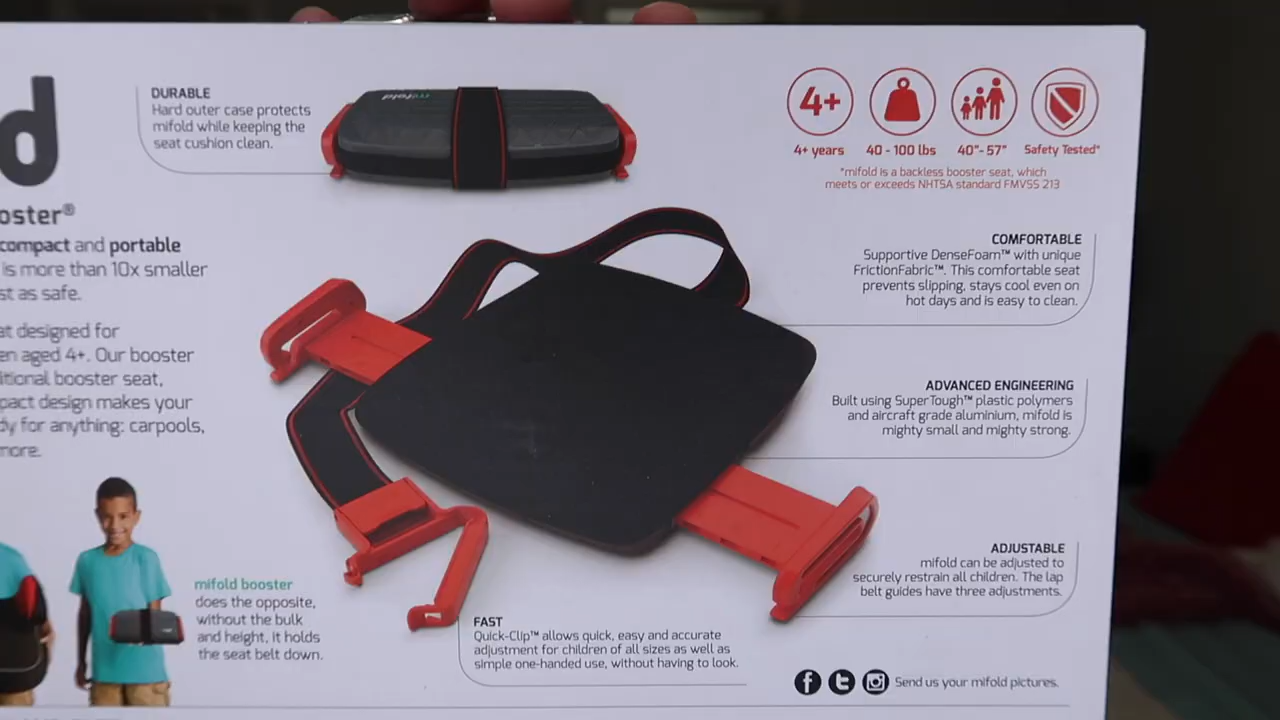 d
oster®
compact and portable
is more than 10x smaller
st as safe.
at designed for
en aged 4+. Our booster
itional booster seat,
pact design makes your
dy for anything: carpools,
more.
DURABLE
Hard outer case protects
mifold while keeping the
seat cushion clean.
mifold
4+
4+ years
40 - 100 lbs
40"- 57"
Safety Tested*
*mifold is a backless booster seat, which
meets or exceeds NHTSA standard FMVSS 213
COMFORTABLE
Supportive DenseFoam™ with unique
FrictionFabric™. This comfortable seat
prevents slipping, stays cool even on
hot days and is easy to clean.
ADVANCED ENGINEERING
Built using SuperTough™ plastic polymers
and aircraft grade aluminium, mifold is
mighty small and mighty strong.
ADJUSTABLE
mifold can be adjusted to
securely restrain all children. The lap
belt guides have three adjustments.
mifold booster
does the opposite,
without the bulk
and height, it holds
the seat belt down.
FAST
Quick-Clip™ allows quick, easy and accurate
adjustment for children of all sizes as well as
simple one-handed use, without having to look.
Send us your mifold pictures.